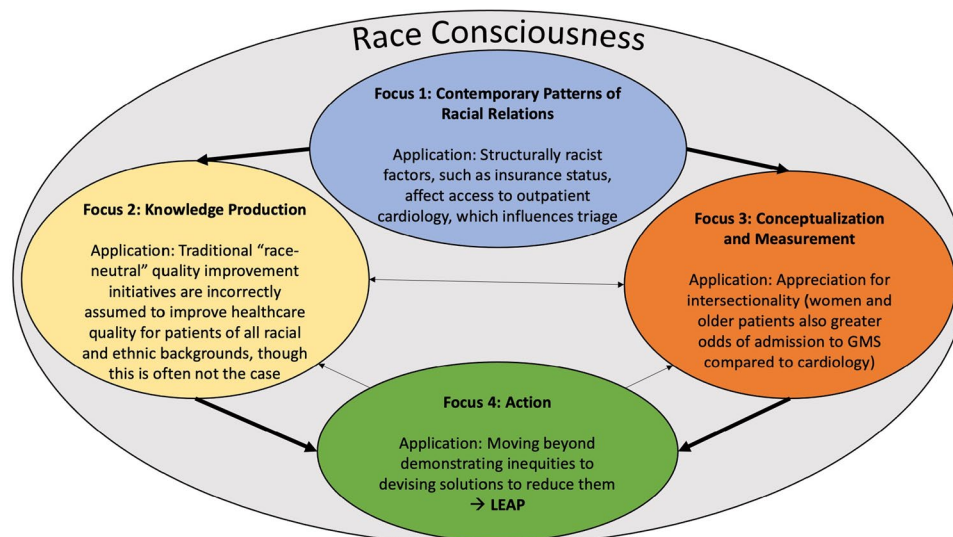 Race Consciousness
Focus 1: Contemporary Patterns of
Racial Relations
Application: Structurally racist
factors, such as insurance status,
affect access to outpatient
cardiology, which influences triage
Focus 2: Knowledge Production
Application: Traditional “race-
neutral” quality improvement
initiatives are incorrectly
assumed to improve healthcare
quality for patients of all racial
and ethnic backgrounds, though
this is often not the case
Focus 3: Conceptualization
and Measurement
Application: Appreciation for
intersectionality (women and
older patients also greater
odds of admission to GMS
compared to cardiology)
Focus 4: Action
Application: Moving beyond
demonstrating inequities to
devising solutions to reduce them
→ LEAP